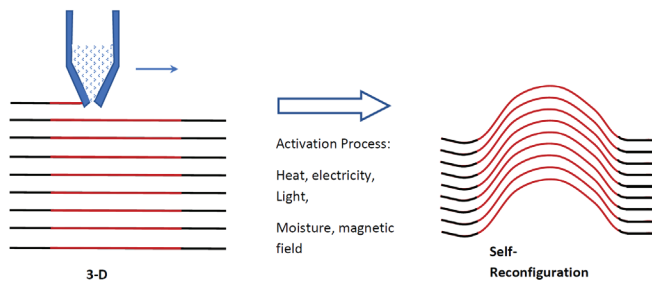 Activation Process:
Heat, electricity,
Light,
Moisture, magnetic
field
3-D
Self-
Reconfiguration